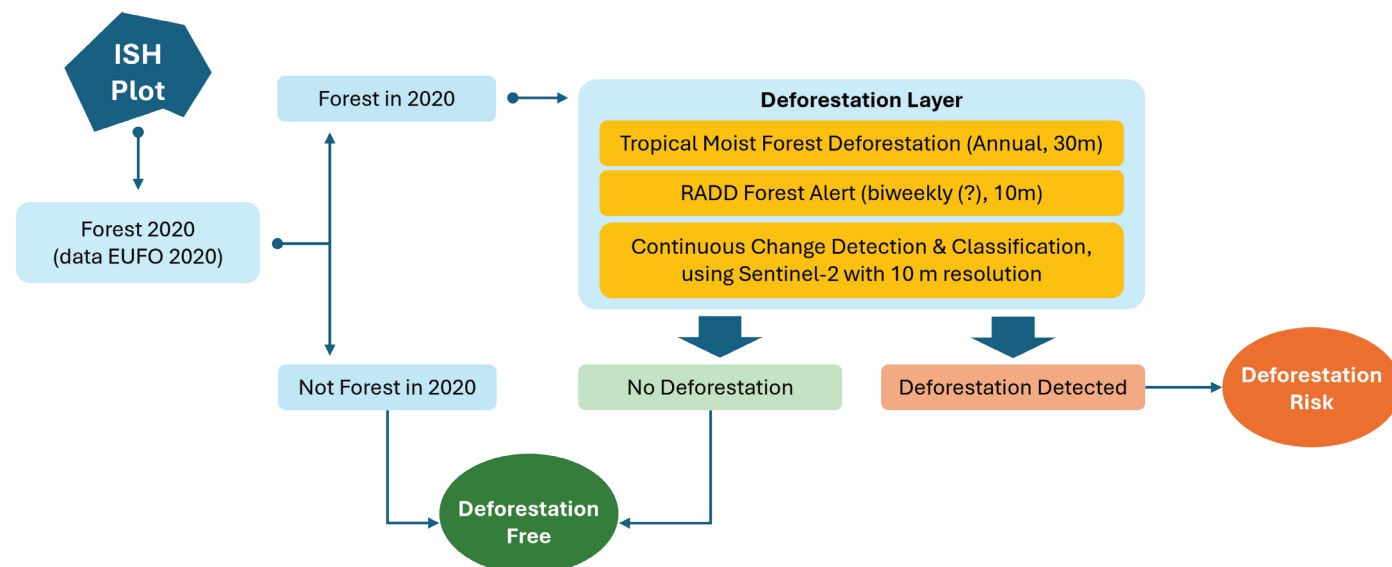 ISH
Plot
Forest in 2020
Deforestation Layer
Tropical Moist Forest Deforestation (Annual, 30m)
RADD Forest Alert (biweekly (?), 10m)
Forest 2020
(data EUFO 2020)
Continuous Change Detection & Classification,
using Sentinel-2 with 10 m resolution
Not Forest in 2020
No Deforestation
Deforestation Detected
Deforestation
Risk
Deforestation
Free